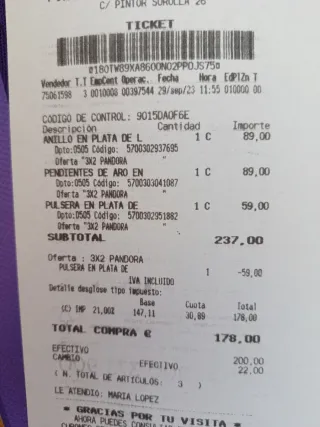 C/ PINTOR SOROLLA 26
TICKET
Vendedor T.I EmpCent Operac. Fecha Hora EdPlZn T
75061598 3 0010808 00397544 29/sep/23 11:55 010000 00
CODIGO DE CONTROL: 9015DA0F6E
Descripción Cantidad Importe
ANILLO EN PLATA DE L 1 C 89,00
Dpto:0505 Código: 5700302937695
Oferta "3X2 PANDORA "
PENDIENTES DE ARO EN 1 C 89,00
Dpto:0505 Código: 5700303041087
Oferta "3X2 PANDORA "
PULSERA EN PLATA DE 1 C 59,00
Dpto:0505 Código: 5700302951882
Oferta "3X2 PANDORA "
SUBTOTAL 237,00
Oferta : 3X2 PANDORA
PULSERA EN PLATA DE 1 -59,00
IVA INCLUIDO
Detalle desglose tipo impuesto:
Base Cuota Total
(C) IMP 21,00% 147,11 30,89 178,00
TOTAL COMPRA € 178,00
EFECTIVO 200,00
CAMBIO EFECTIVO 22,00
( N. TOTAL DE ARTICULOS: 3 )
LE ATENDIO: MARIA LOPEZ
* GRACIAS POR TU VISITA *
AHORA PUEDES